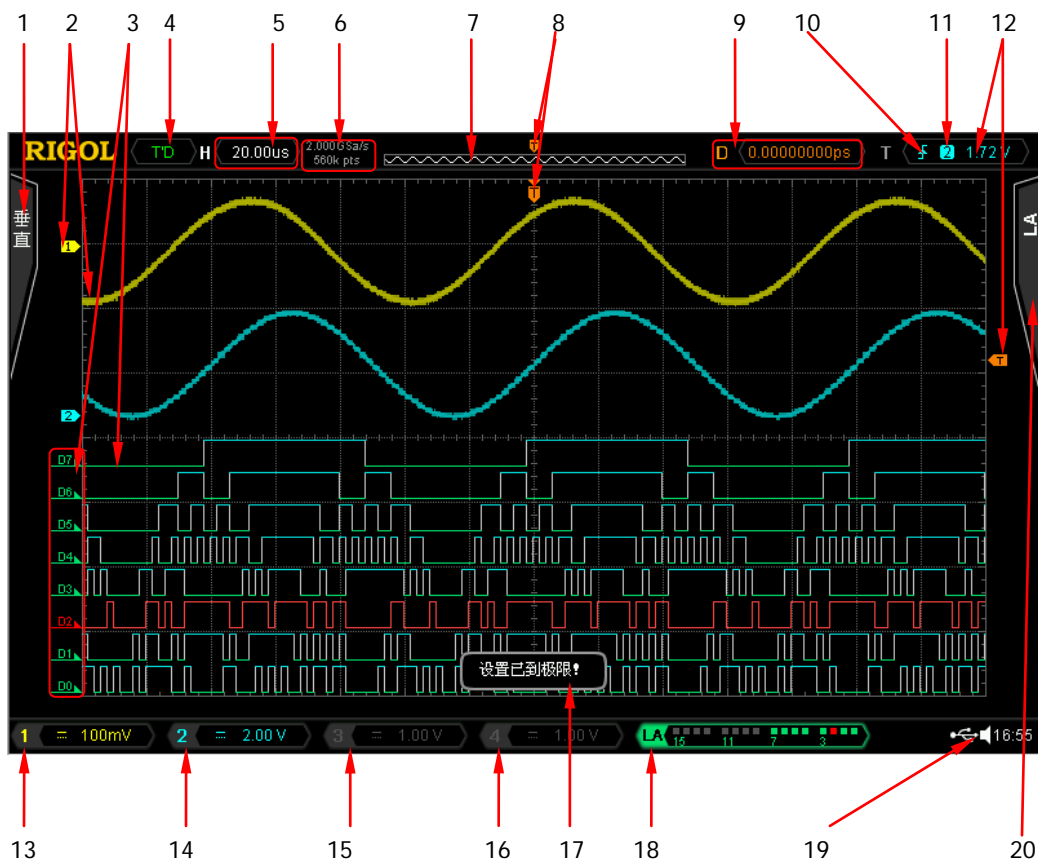 1 2 3 4 5 6 7 8 9 10 11 12
RIGOL T'D H 20.00us 2.000GSa/s D 0.00000000ps T 2 1.72 V
560k pts
T
T
垂直
LA
1
T
2
D7
D6
D5
D4
D3
D2
D1
D0
设置已到极限!
1 100mV 2 2.00 V 3 1.00 V 4 1.00 V LA 15 11 7 3 16:55
13 14 15 16 17 18 19 20